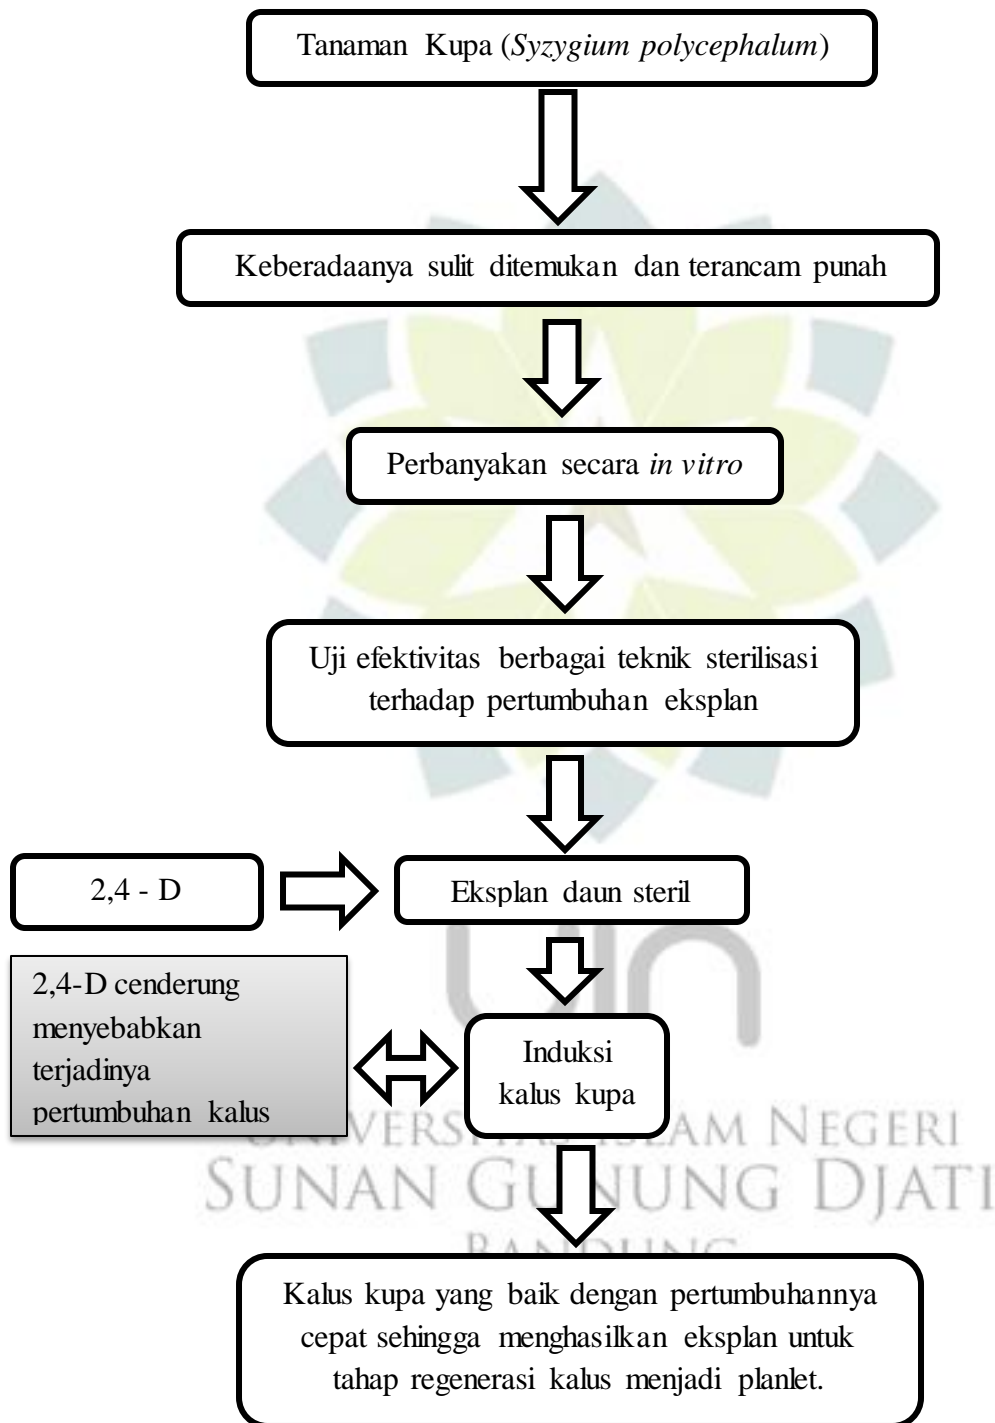 Tanaman Kupa (Syzygium polycephalum)
Keberadaanya sulit ditemukan dan terancam punah
Perbanyakan secara in vitro
Uji efektivitas berbagai teknik sterilisasi
terhadap pertumbuhan eksplan
2,4 - D
Eksplan daun steril
2,4-D cenderung
menyebabkan
terjadinya
pertumbuhan kalus
Induksi
kalus kupa
uin
UNIVERSITAS ISLAM NEGERI
SUNAN GUNUNG DJATI
BANDUNG
Kalus kupa yang baik dengan pertumbuhannya
cepat sehingga menghasilkan eksplan untuk
tahap regenerasi kalus menjadi planlet.